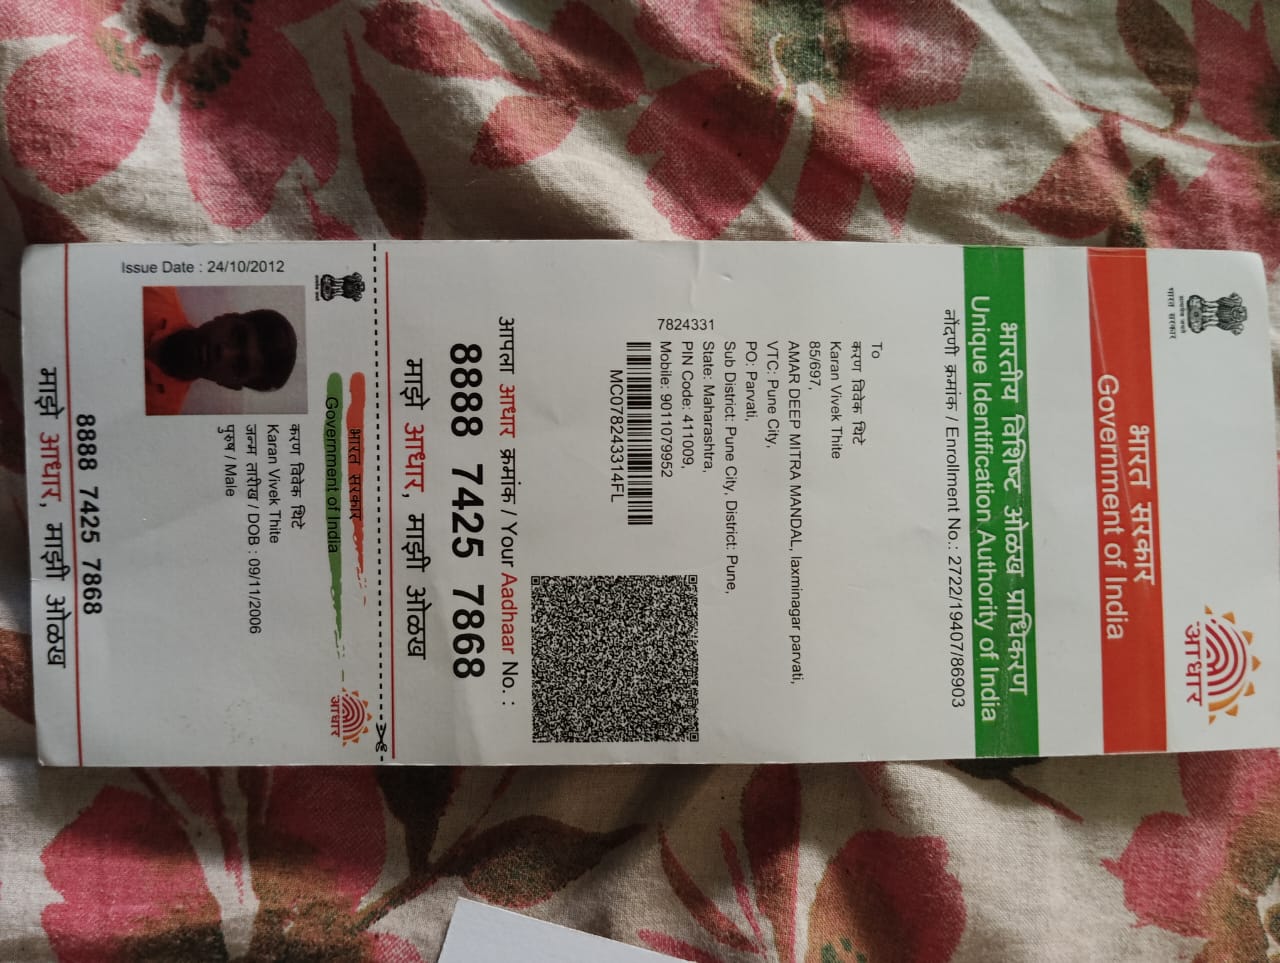 भारत सरकार
भारत सरकार
Government of India
आधार
भारतीय विशिष्ट ओळख प्राधिकरण
Unique Identification Authority of India
नोंदणी क्रमांक / Enrollment No.: 2722/19407/86903
To
करण विवेक थिटे
Karan Vivek Thite
85/697,
AMAR DEEP MITRA MANDAL, laxminagar parvati,
VTC: Pune City,
PO: Parvati,
Sub District: Pune City, District: Pune,
State: Maharashtra,
PIN Code: 411009,
Mobile: 9011079952
7824331
MC078243314FL
आपला आधार क्रमांक / Your Aadhaar No. :
8888 7425 7868
माझे आधार, माझी ओळख
भारत सरकार
Government of India
आधार
Issue Date : 24/10/2012
करण विवेक थिटे
Karan Vivek Thite
जन्म तारीख / DOB : 09/11/2006
पुरुष / Male
8888 7425 7868
माझे आधार, माझी ओळख